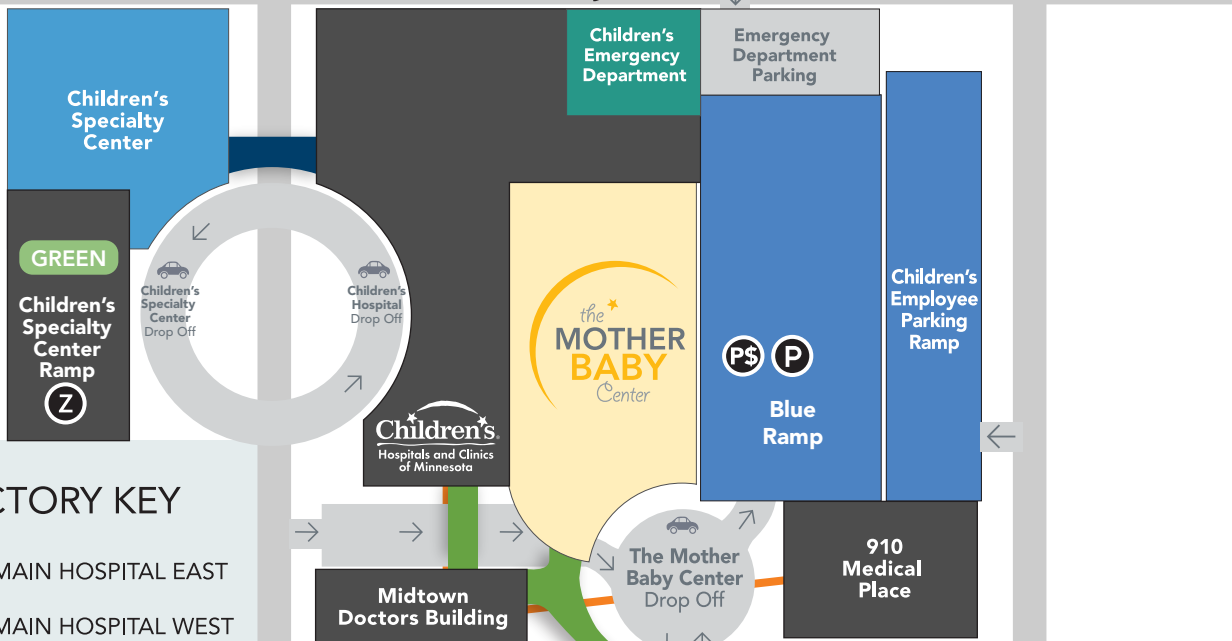 Children's
Emergency
Department
Emergency
Department
Parking
Children's
Specialty
Center
GREEN
Children's
Specialty
Center
Ramp
Z
Children's
Specialty
Center
Drop Off
Children's
Hospital
Drop Off
the
MOTHER
BABY
Center
P$ P
Blue
Ramp
Children's
Employee
Parking
Ramp
Children's.
Hospitals and Clinics
of Minnesota
CTORY KEY
MAIN HOSPITAL EAST
MAIN HOSPITAL WEST
Midtown
Doctors Building
The Mother
Baby Center
Drop Off
910
Medical
Place